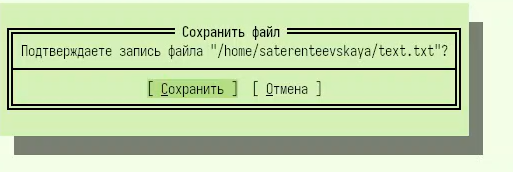 Сохранить файл
Подтверждаете запись файла "/home/saterenteevskaya/text.txt"?
[ Сохранить ] [ Отмена ]